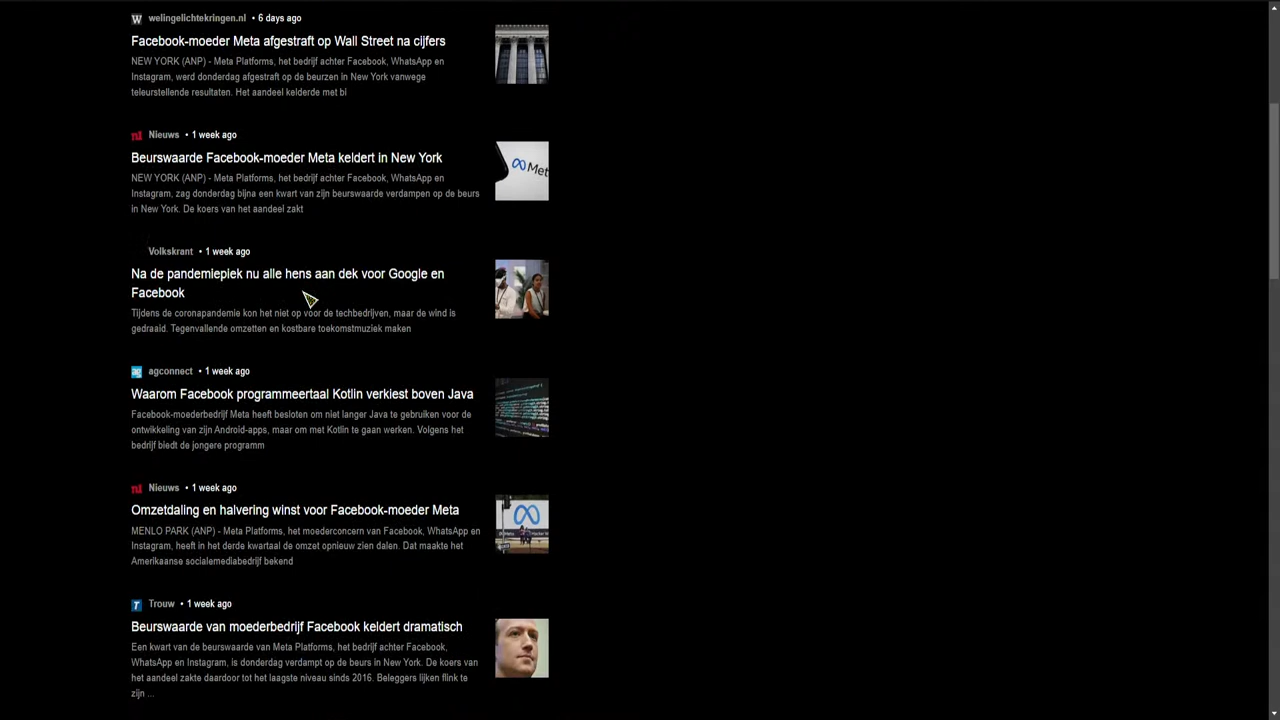 W welingelichtekringen.nl • 6 days ago
Facebook-moeder Meta afgestraft op Wall Street na cijfers
NEW YORK (ANP) - Meta Platforms, het bedrijf achter Facebook, WhatsApp en
Instagram, werd donderdag afgestraft op de beurzen in New York vanwege
teleurstellende resultaten. Het aandeel kelderde met bi
nl Nieuws • 1 week ago
Beurswaarde Facebook-moeder Meta keldert in New York
NEW YORK (ANP) - Meta Platforms, het bedrijf achter Facebook, WhatsApp en
Instagram, zag donderdag bijna een kwart van zijn beurswaarde verdampen op de beurs
in New York. De koers van het aandeel zakt
Met
Volkskrant • 1 week ago
Na de pandemiepiek nu alle hens aan dek voor Google en
Facebook
Tijdens de coronapandemie kon het niet op voor de techbedrijven, maar de wind is
gedraaid. Tegenvallende omzetten en kostbare toekomstmuziek maken
ag agconnect • 1 week ago
Waarom Facebook programmeertaal Kotlin verkiest boven Java
Facebook-moederbedrijf Meta heeft besloten om niet langer Java te gebruiken voor de
ontwikkeling van zijn Android-apps, maar om met Kotlin te gaan werken. Volgens het
bedrijf biedt de jongere programm
nl Nieuws • 1 week ago
Omzetdaling en halvering winst voor Facebook-moeder Meta
MENLO PARK (ANP) - Meta Platforms, het moederconcern van Facebook, WhatsApp en
Instagram, heeft in het derde kwartaal de omzet opnieuw zien dalen. Dat maakte het
Amerikaanse socialemediabedrijf bekend
T Trouw • 1 week ago
Beurswaarde van moederbedrijf Facebook keldert dramatisch
Een kwart van de beurswaarde van Meta Platforms, het bedrijf achter Facebook,
WhatsApp en Instagram, is donderdag verdampt op de beurs in New York. De koers van
het aandeel zakte daardoor tot het laagste niveau sinds 2016. Beleggers lijken flink te
zijn ...